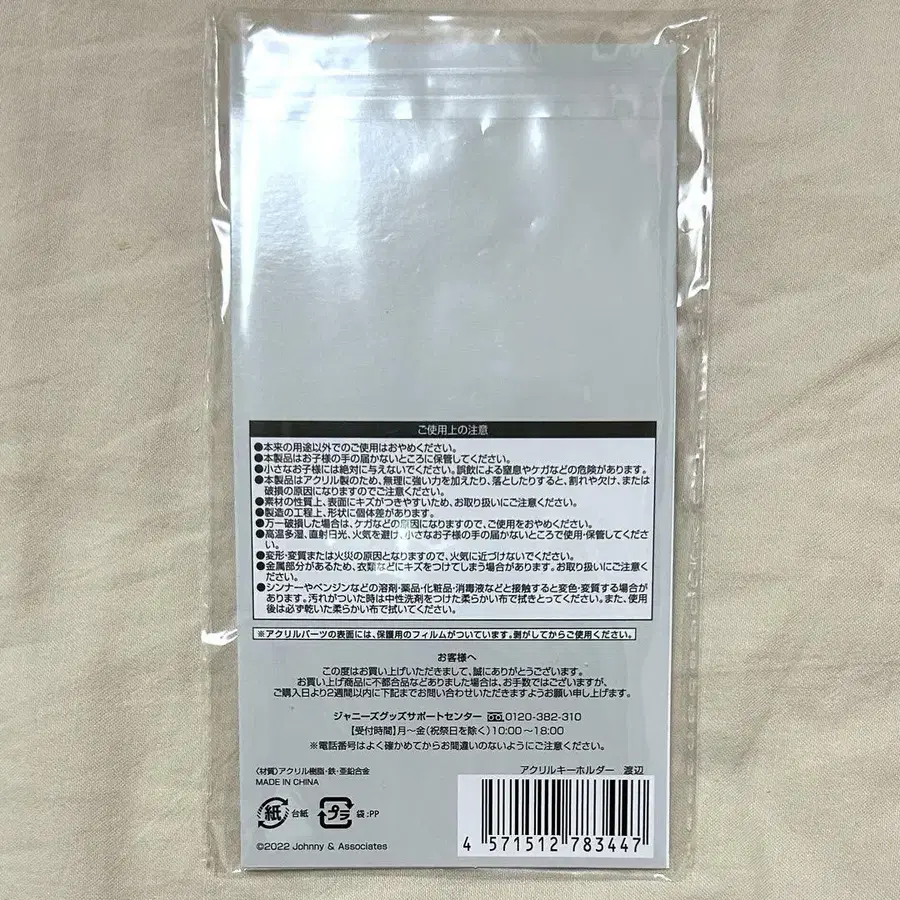 ご使用上の注意
●本来の用途以外でのご使用はおやめください。
●本製品はお子様の手の届かないところに保管してください。
●小さなお子様には絶対に与えないでください。誤飲による窒息やケガなどの危険があります。
●本製品はアクリル製のため、無理に強い力を加えたり、落としたりすると、割れや欠け、または
破損の原因になりますのでご注意ください。
●素材の性質上、表面にキズがつきやすいため、お取り扱いにご注意ください。
●製造の工程上、形状に個体差があります。
●万一破損した場合は、ケガなどの原因になりますので、ご使用をおやめください。
●高温多湿、直射日光、火気を避け、小さなお子様の手の届かないところで使用・保管してくださ
い。
●変形・変質または火災の原因となりますので、火気に近づけないでください。
●金属部分があるため、衣類などにキズをつけてしまう場合があります。お取り扱いにご注意く
ださい。
●シンナーやベンジンなどの溶剤・薬品・化粧品・消毒液などと接触すると変色・変質する場合が
あります。汚れがついた時は中性洗剤をつけた柔らかい布で拭きとってください。また、使用
後は必ず乾いた柔らかい布で拭いてください。
※アクリルパーツの表面には、保護用のフィルムがついています。剝がしてからご使用ください。
お客様へ
この度はお買い上げいただきまして、誠にありがとうございます。
お買い上げ商品に不都合品などありました場合は、お手数ではございますが、
ご購入日より2週間以内に下記までお問い合わせいただきますようお願い申し上げます。
ジャニーズグッズサポートセンター 0120-382-310
【受付時間】月〜金(祝祭日を除く)10:00〜18:00
※電話番号はよく確かめてからお間違いのないようにご注意ください。
〈材質〉アクリル樹脂・鉄・亜鉛合金
MADE IN CHINA
アクリルキーホルダー 渡辺
紙 台紙 プラ 袋:PP
4 571512 783447
©2022 Johnny & Associates